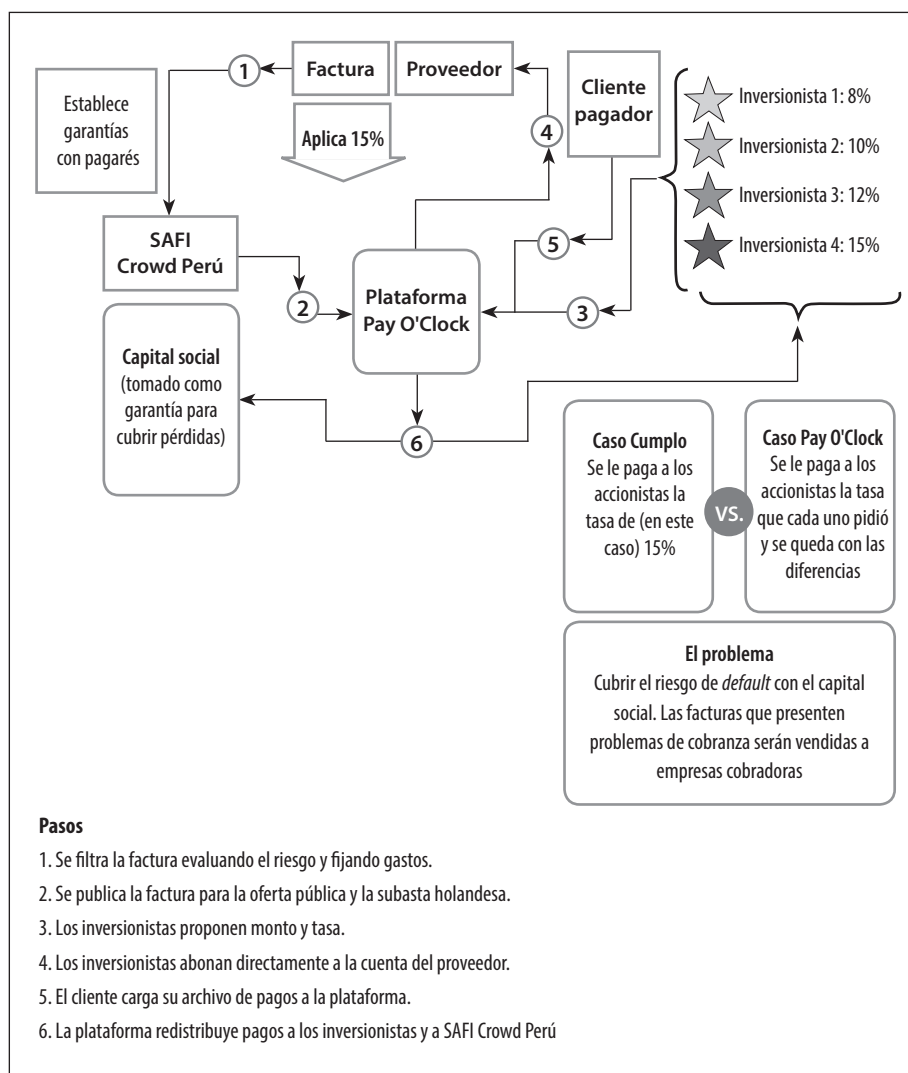 1
Factura
Proveedor
Establece
garantías
con pagarés
Aplica 15%
4
Cliente
pagador
Inversionista 1: 8%
Inversionista 2: 10%
Inversionista 3: 12%
Inversionista 4: 15%
SAFI
Crowd Perú
2
Plataforma
Pay O'Clock
5
3
Capital social
(tomado como
garantía para
cubrir pérdidas)
6
Caso Cumplo
Se le paga a los
accionistas la
tasa de (en este
caso) 15%
VS.
Caso Pay O'Clock
Se le paga a los
accionistas la tasa
que cada uno pidió
y se queda con las
diferencias
El problema
Cubrir el riesgo de default con el capital
social. Las facturas que presenten
problemas de cobranza serán vendidas a
empresas cobradoras
Pasos
1. Se filtra la factura evaluando el riesgo y fijando gastos.
2. Se publica la factura para la oferta pública y la subasta holandesa.
3. Los inversionistas proponen monto y tasa.
4. Los inversionistas abonan directamente a la cuenta del proveedor.
5. El cliente carga su archivo de pagos a la plataforma.
6. La plataforma redistribuye pagos a los inversionistas y a SAFI Crowd Perú